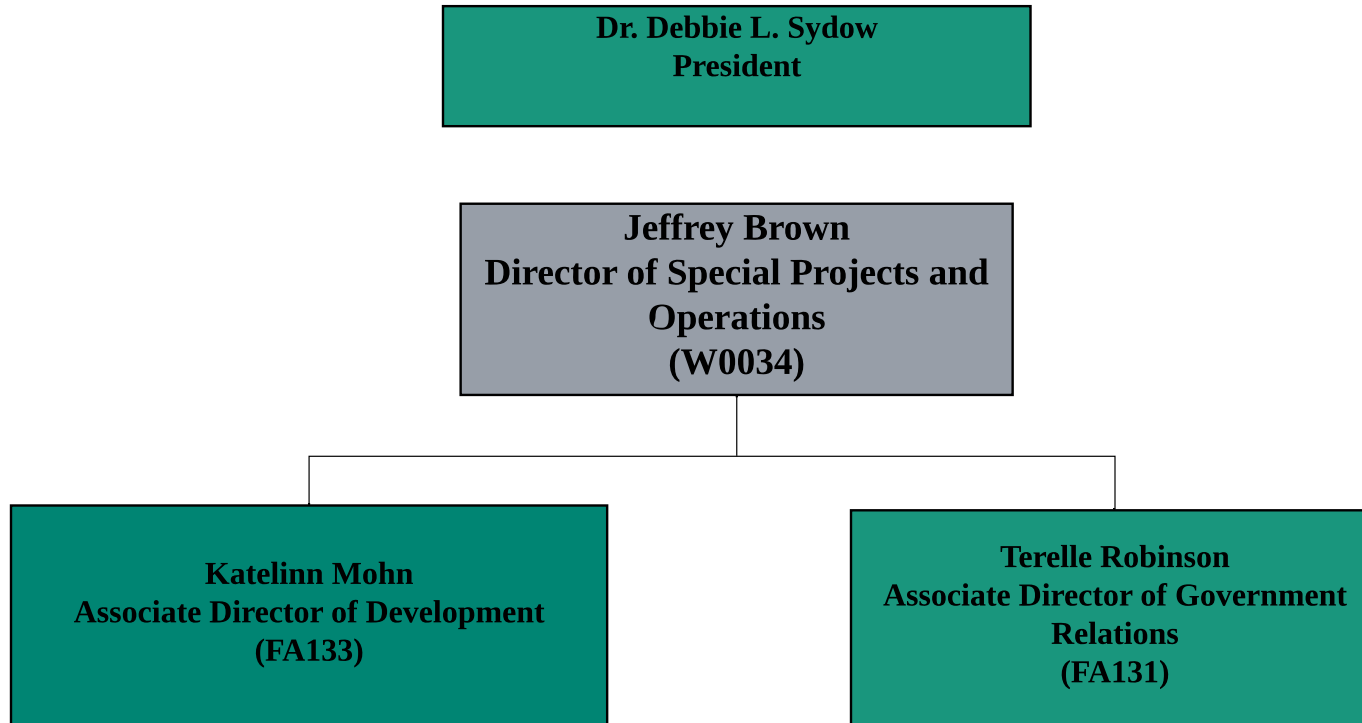 Dr. Debbie L. Sydow
President
Jeffrey Brown
Director of Special Projects and
Operations
(W0034)
Katelinn Mohn
Associate Director of Development
(FA133)
Terelle Robinson
Associate Director of Government
Relations
(FA131)